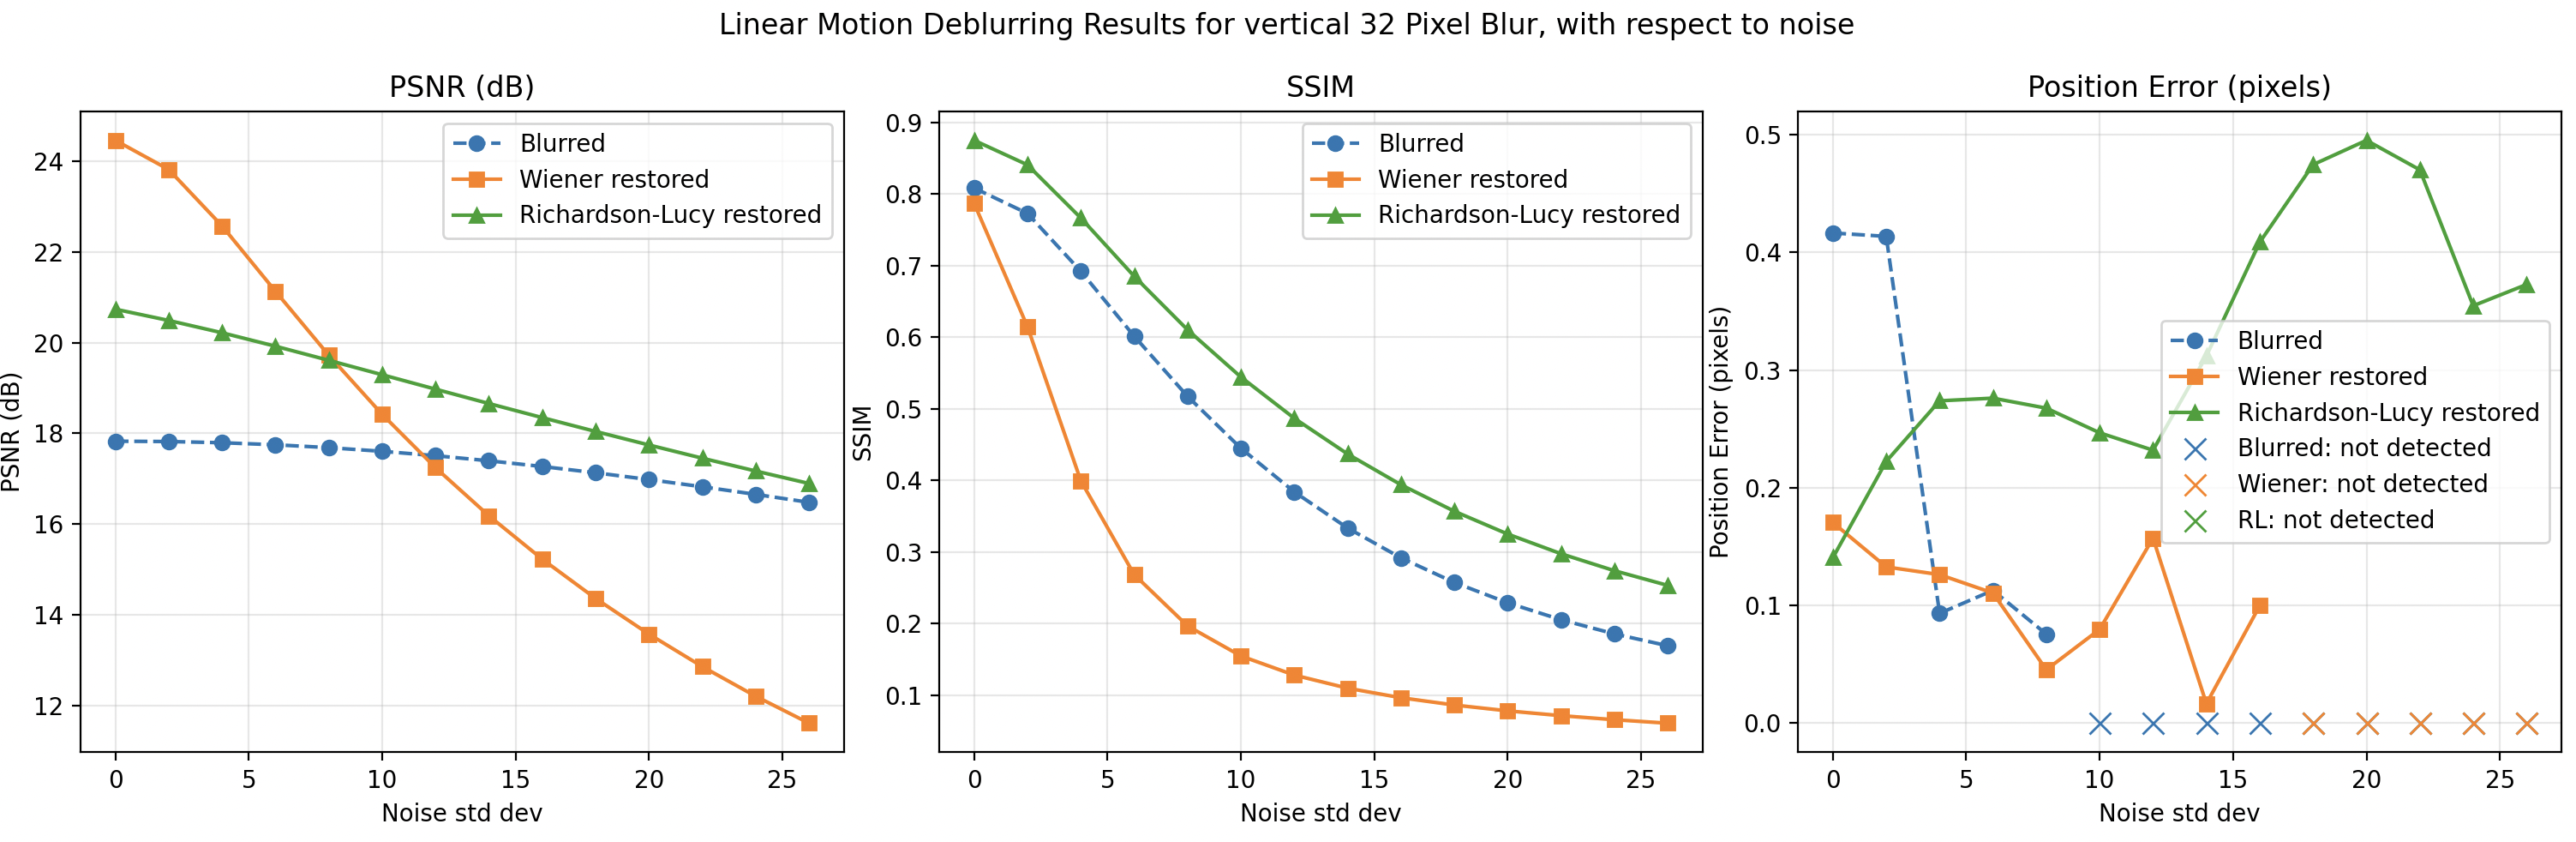 Linear Motion Deblurring Results for vertical 32 Pixel Blur, with respect to noise
PSNR (dB)
PSNR (dB)
24
22
20
18
16
14
12
0 5 10 15 20 25
Noise std dev
Blurred
Wiener restored
Richardson-Lucy restored
SSIM
SSIM
0.9
0.8
0.7
0.6
0.5
0.4
0.3
0.2
0.1
0 5 10 15 20 25
Noise std dev
Blurred
Wiener restored
Richardson-Lucy restored
Position Error (pixels)
Position Error (pixels)
0.5
0.4
0.3
0.2
0.1
0.0
0 5 10 15 20 25
Noise std dev
Blurred
Wiener restored
Richardson-Lucy restored
Blurred: not detected
Wiener: not detected
RL: not detected